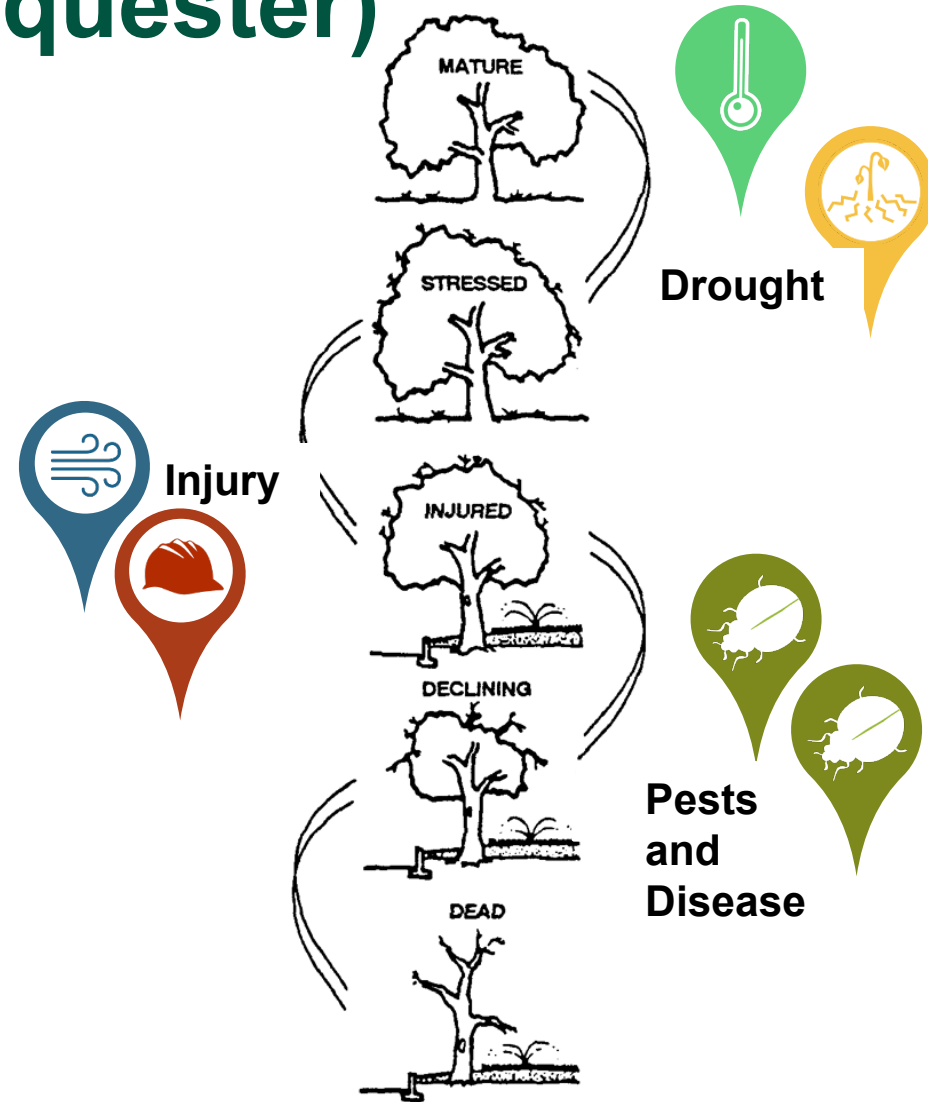 quester)
MATURE
STRESSED
Drought
Injury
INJURED
DECLINING
Pests
and
Disease
DEAD